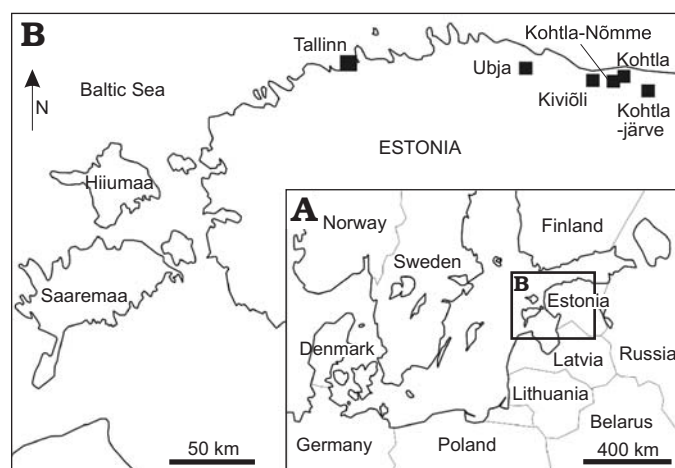 B
N
Baltic Sea
Tallinn
Ubja
Kohtla-Nõmme
Kohtla
Kiviõli
Kohtla
-järve
ESTONIA
Hiiumaa
Saaremaa
50 km
A
Norway
Sweden
Finland
B
Estonia
Denmark
Latvia
Russia
Lithuania
Belarus
Germany
Poland
400 km